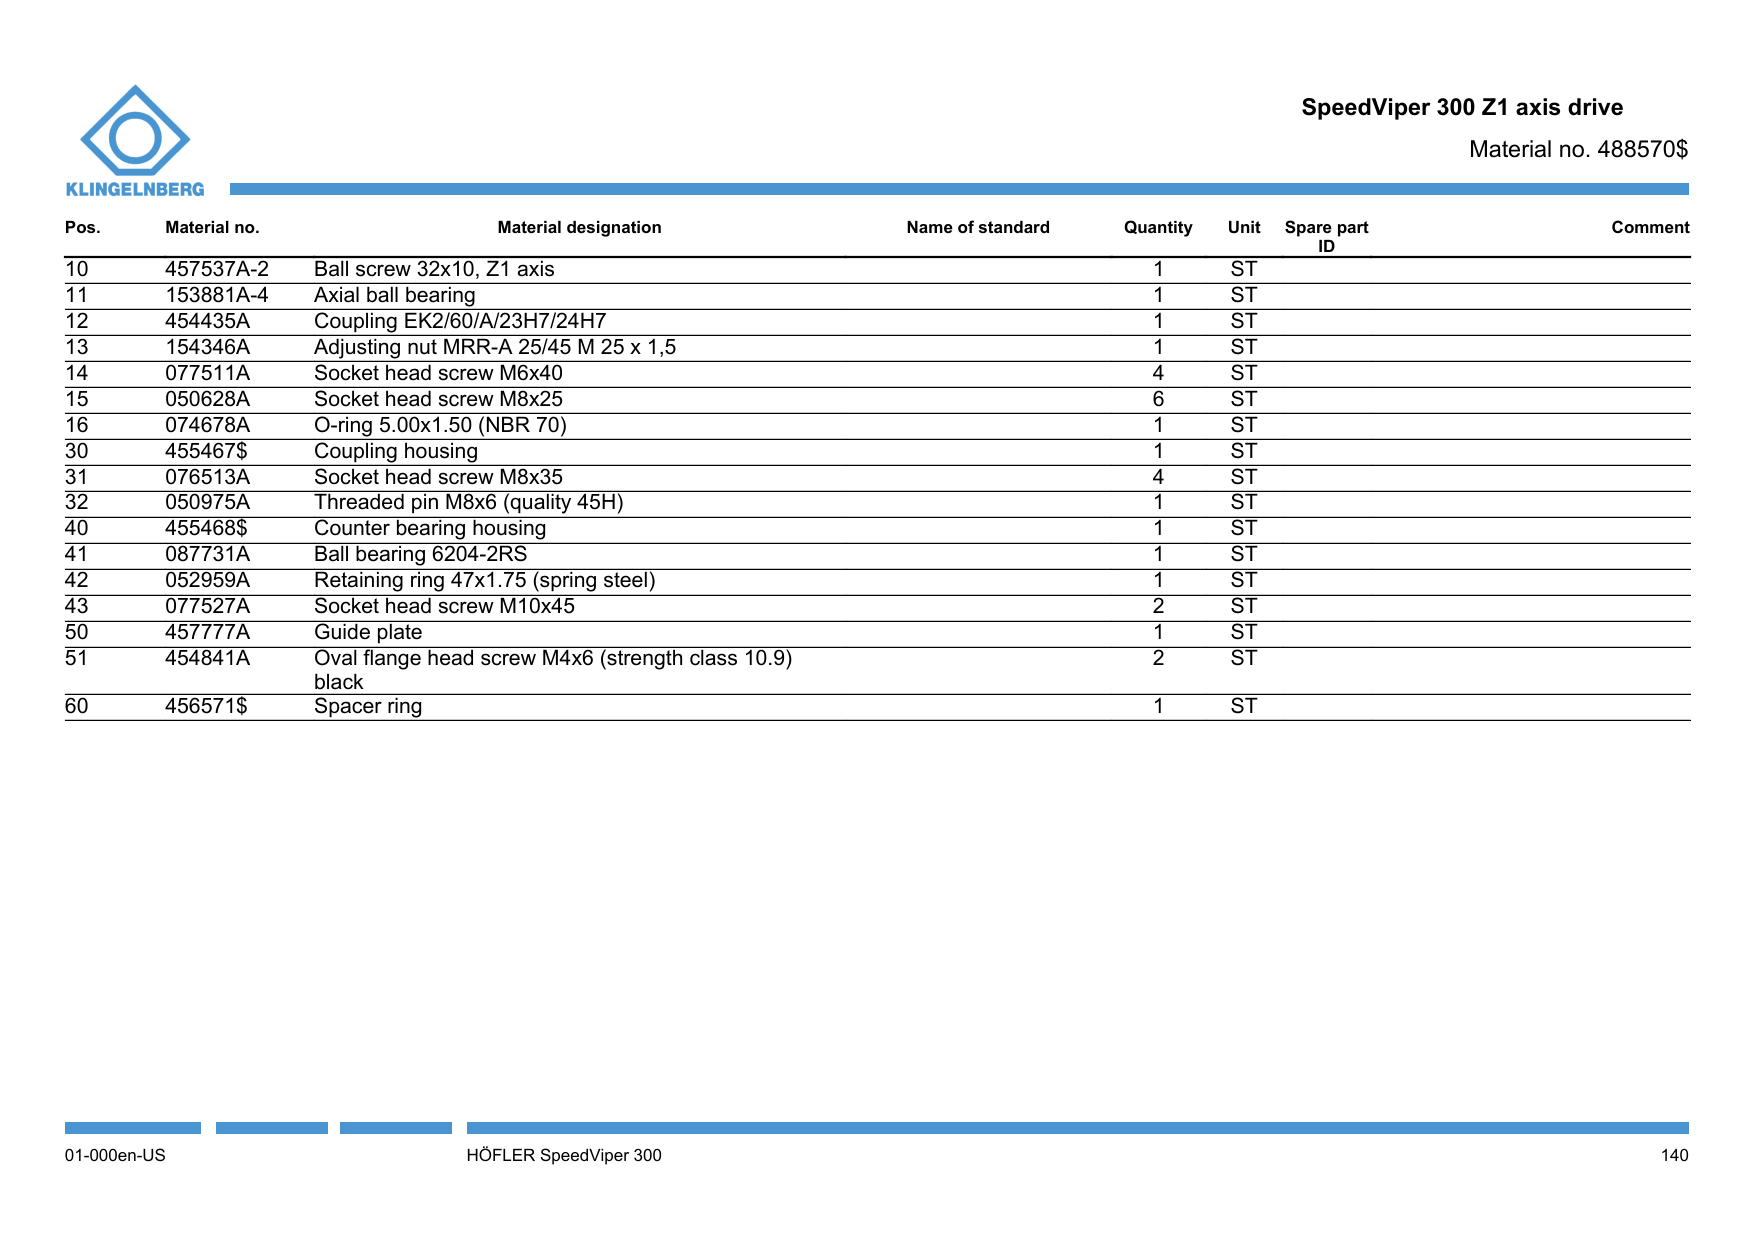 KLINGELNBERG
SpeedViper 300 Z1 axis drive
Material no. 488570$
Pos. Material no. Material designation Name of standard Quantity Unit Spare part ID Comment
10 457537A-2 Ball screw 32x10, Z1 axis 1 ST
11 153881A-4 Axial ball bearing 1 ST
12 454435A Coupling EK2/60/A/23H7/24H7 1 ST
13 154346A Adjusting nut MRR-A 25/45 M 25 x 1,5 1 ST
14 077511A Socket head screw M6x40 4 ST
15 050628A Socket head screw M8x25 6 ST
16 074678A O-ring 5.00x1.50 (NBR 70) 1 ST
30 455467$ Coupling housing 1 ST
31 076513A Socket head screw M8x35 4 ST
32 050975A Threaded pin M8x6 (quality 45H) 1 ST
40 455468$ Counter bearing housing 1 ST
41 087731A Ball bearing 6204-2RS 1 ST
42 052959A Retaining ring 47x1.75 (spring steel) 1 ST
43 077527A Socket head screw M10x45 2 ST
50 457777A Guide plate 1 ST
51 454841A Oval flange head screw M4x6 (strength class 10.9) 2 ST
black
60 456571$ Spacer ring 1 ST
01-000en-US HÖFLER SpeedViper 300 140